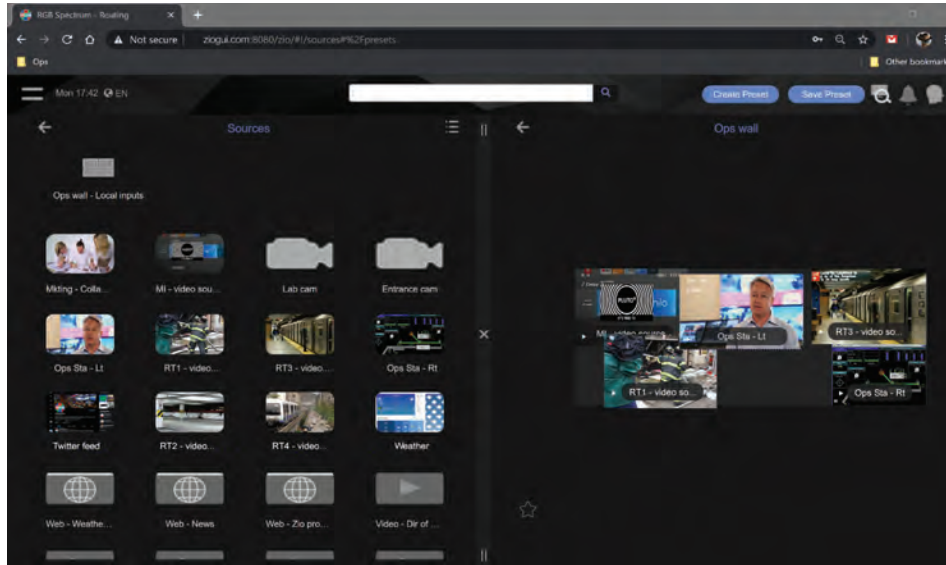 RGB Spectrum - Routing
Not secure
ziogui.com:8080/zio/#!/sources#%2Fpresets
Ops
Other bookmark
Mon 17:42 EN
Create Preset
Save Preset
Sources
Ops wall
Ops wall - Local inputs
Mkting - Colla...
MI - video sou...
Lab cam
Entrance cam
Ops Sta - Lt
RT1 - video...
RT3 - video...
Ops Sta - Rt
Twitter feed
RT2 - video...
RT4 - video...
Weather
Web - Weathe...
Web - News
Web - Zio pro...
Video - Dir of ...
PLUTO
MI - video source
Ops Sta - Lt
RT3 - video so...
RT1 - video so...
Ops Sta - Rt